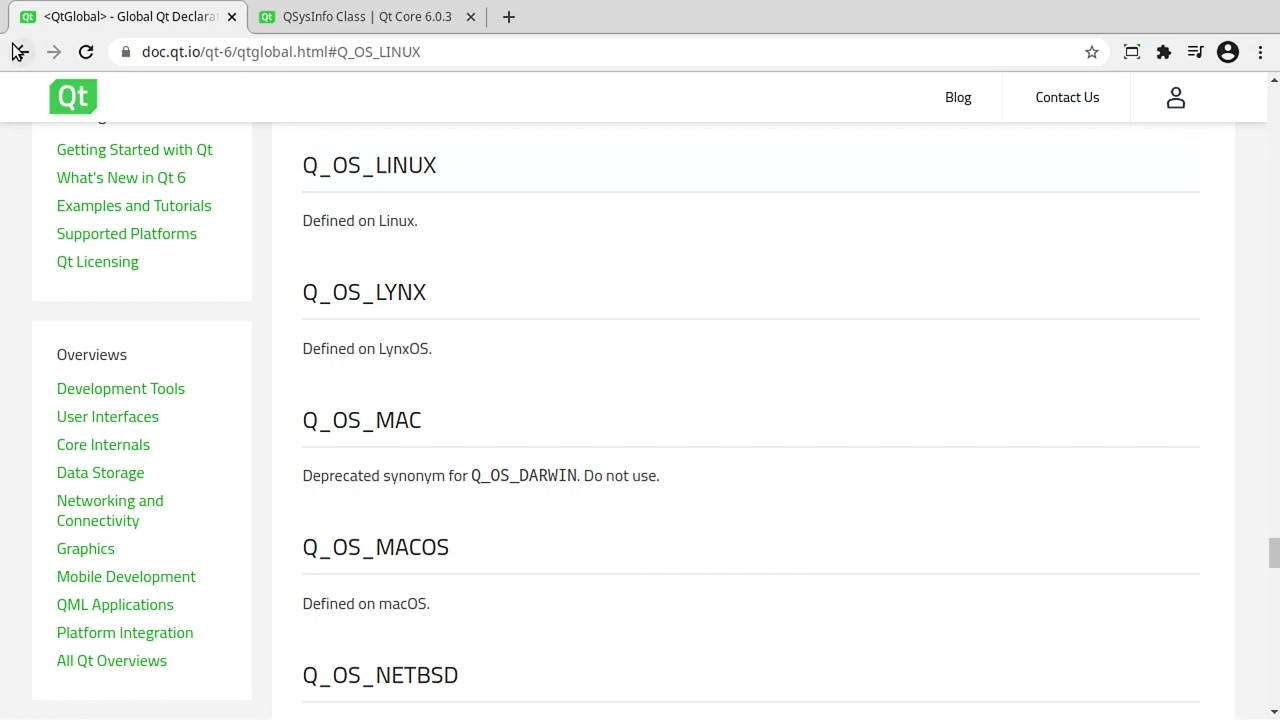 <QtGlobal> - Global Qt Declara
QSysInfo Class | Qt Core 6.0.3
doc.qt.io/qt-6/qtglobal.html#Q_OS_LINUX
Qt
Blog
Contact Us
Getting Started with Qt
What's New in Qt 6
Examples and Tutorials
Supported Platforms
Qt Licensing
Overviews
Development Tools
User Interfaces
Core Internals
Data Storage
Networking and
Connectivity
Graphics
Mobile Development
QML Applications
Platform Integration
All Qt Overviews
Q_OS_LINUX
Defined on Linux.
Q_OS_LYNX
Defined on LynxOS.
Q_OS_MAC
Deprecated synonym for Q_OS_DARWIN. Do not use.
Q_OS_MACOS
Defined on macOS.
Q_OS_NETBSD